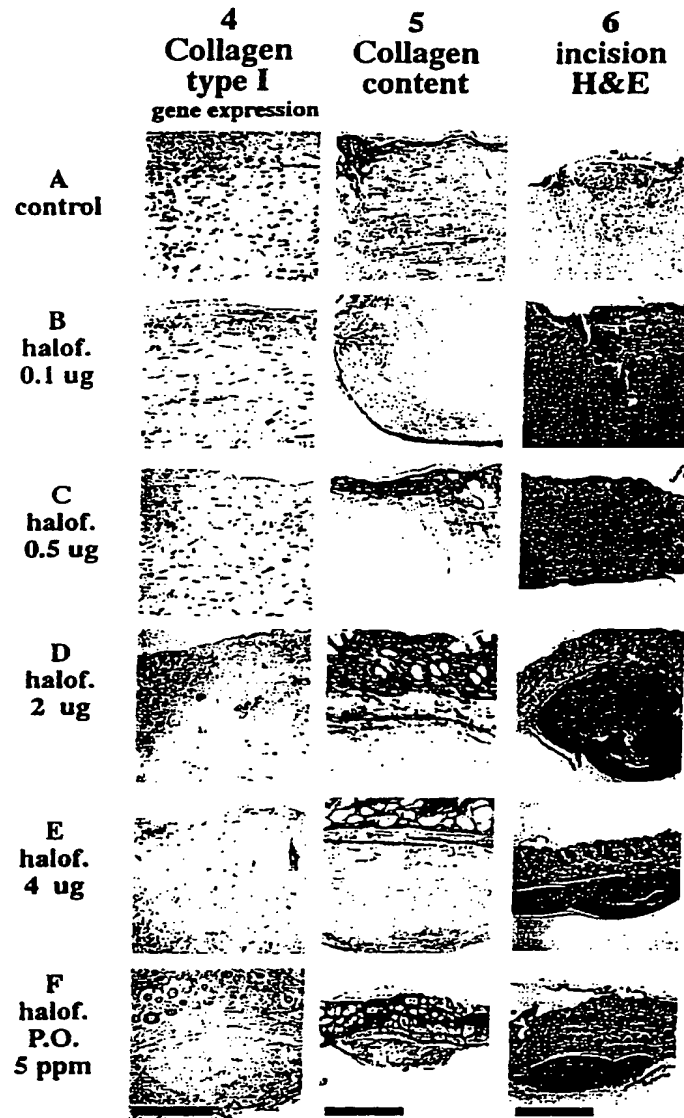 4
Collagen
type I
gene expression
5
Collagen
content
6
incision
H&E
A
control
B
halof.
0.1 ug
C
halof.
0.5 ug
D
halof.
2 ug
E
halof.
4 ug
F
halof.
P.O.
5 ppm